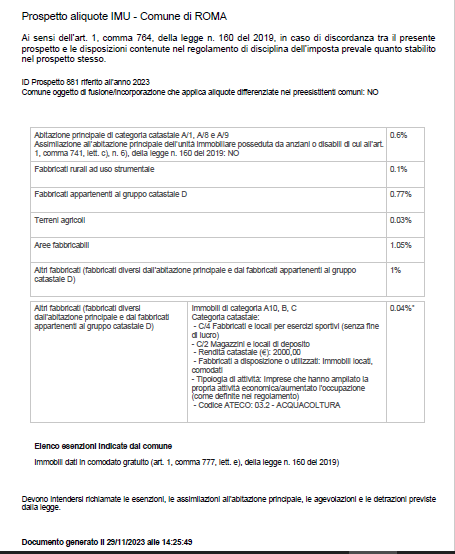 Prospetto aliquote IMU - Comune di ROMA
Ai sensi dell'art. 1, comma 764, della legge n. 160 del 2019, in caso di discordanza tra il presente
prospetto e le disposizioni contenute nel regolamento di disciplina dell'imposta prevale quanto stabilito
nel prospetto stesso.
ID Prospetto 881 riferito all'anno 2023
Comune oggetto di fusione/incorporazione che applica aliquote differenziate nei preesistenti comuni: NO
Abitazione principale di categoria catastale A/1, A/8 e A/9 0.6%
Assimilazione all'abitazione principale dell'unità immobiliare posseduta da anziani o disabili di cui all'art.
1, comma 741, lett. c), n. 6), della legge n. 160 del 2019: NO
Fabbricati rurali ad uso strumentale 0.1%
Fabbricati appartenenti al gruppo catastale D 0.77%
Terreni agricoli 0.03%
Aree fabbricabili 1.05%
Altri fabbricati (fabbricati diversi dall'abitazione principale e dai fabbricati appartenenti al gruppo 1%
catastale D)
Altri fabbricati (fabbricati diversi
dall'abitazione principale e dai fabbricati
appartenenti al gruppo catastale D)
Immobili di categoria A10, B, C 0.04%*
Categoria catastale:
- C/4 Fabbricati e locali per esercizi sportivi (senza fine
di lucro)
- C/2 Magazzini e locali di deposito
- Rendita catastale (€): 2000,00
- Fabbricati a disposizione o utilizzati: Immobili locati,
comodati
- Tipologia di attività: Imprese che hanno ampliato la
propria attività economica/aumentato l'occupazione
(come definite nel regolamento)
- Codice ATECO: 03.2 - ACQUACOLTURA
Elenco esenzioni indicate dal comune
Immobili dati in comodato gratuito (art. 1, comma 777, lett. e), della legge n. 160 del 2019)
Devono intendersi richiamate le esenzioni, le assimilazioni all'abitazione principale, le agevolazioni e le detrazioni previste
dalla legge.
Documento generato il 29/11/2023 alle 14:25:49